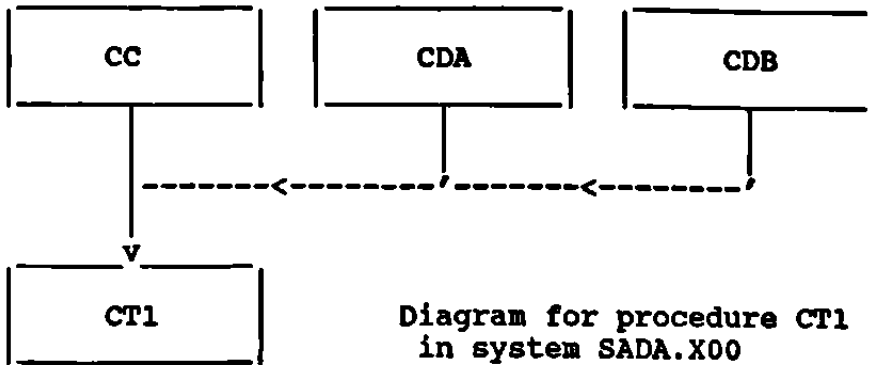 CC CDA CDB
CT1
Diagram for procedure CT1
in system SADA.X00